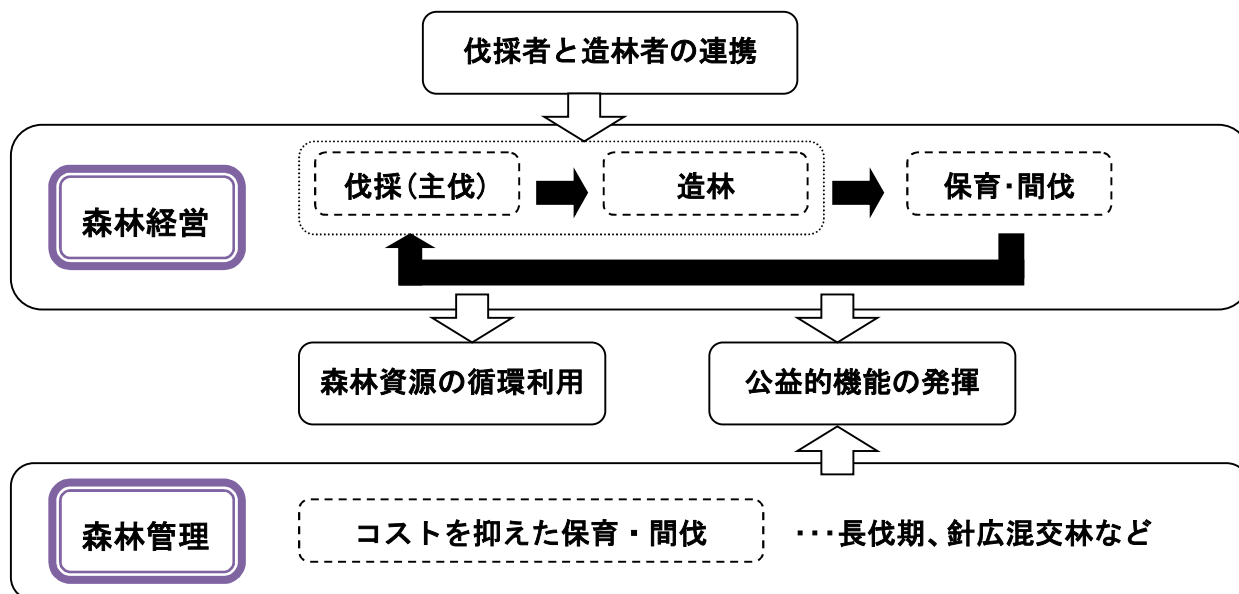 伐採者と造林者の連携
森林経営
伐採(主伐)
造林
保育･間伐
森林資源の循環利用
公益的機能の発揮
森林管理
コストを抑えた保育・間伐
･･･長伐期、針広混交林など